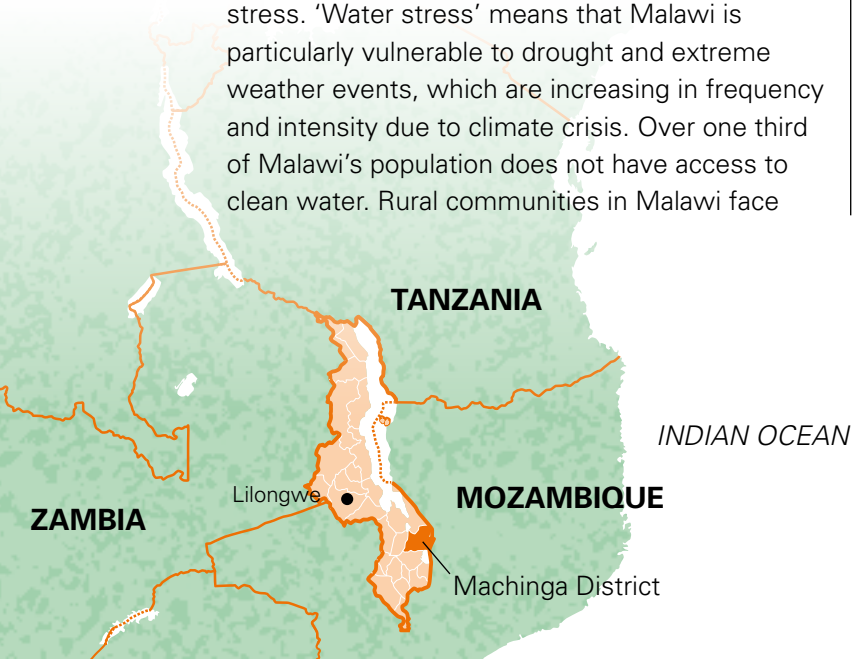 stress. ‘Water stress’ means that Malawi is
particularly vulnerable to drought and extreme
weather events, which are increasing in frequency
and intensity due to climate crisis. Over one third
of Malawi’s population does not have access to
clean water. Rural communities in Malawi face
TANZANIA
INDIAN OCEAN
Lilongwe
MOZAMBIQUE
ZAMBIA
Machinga District